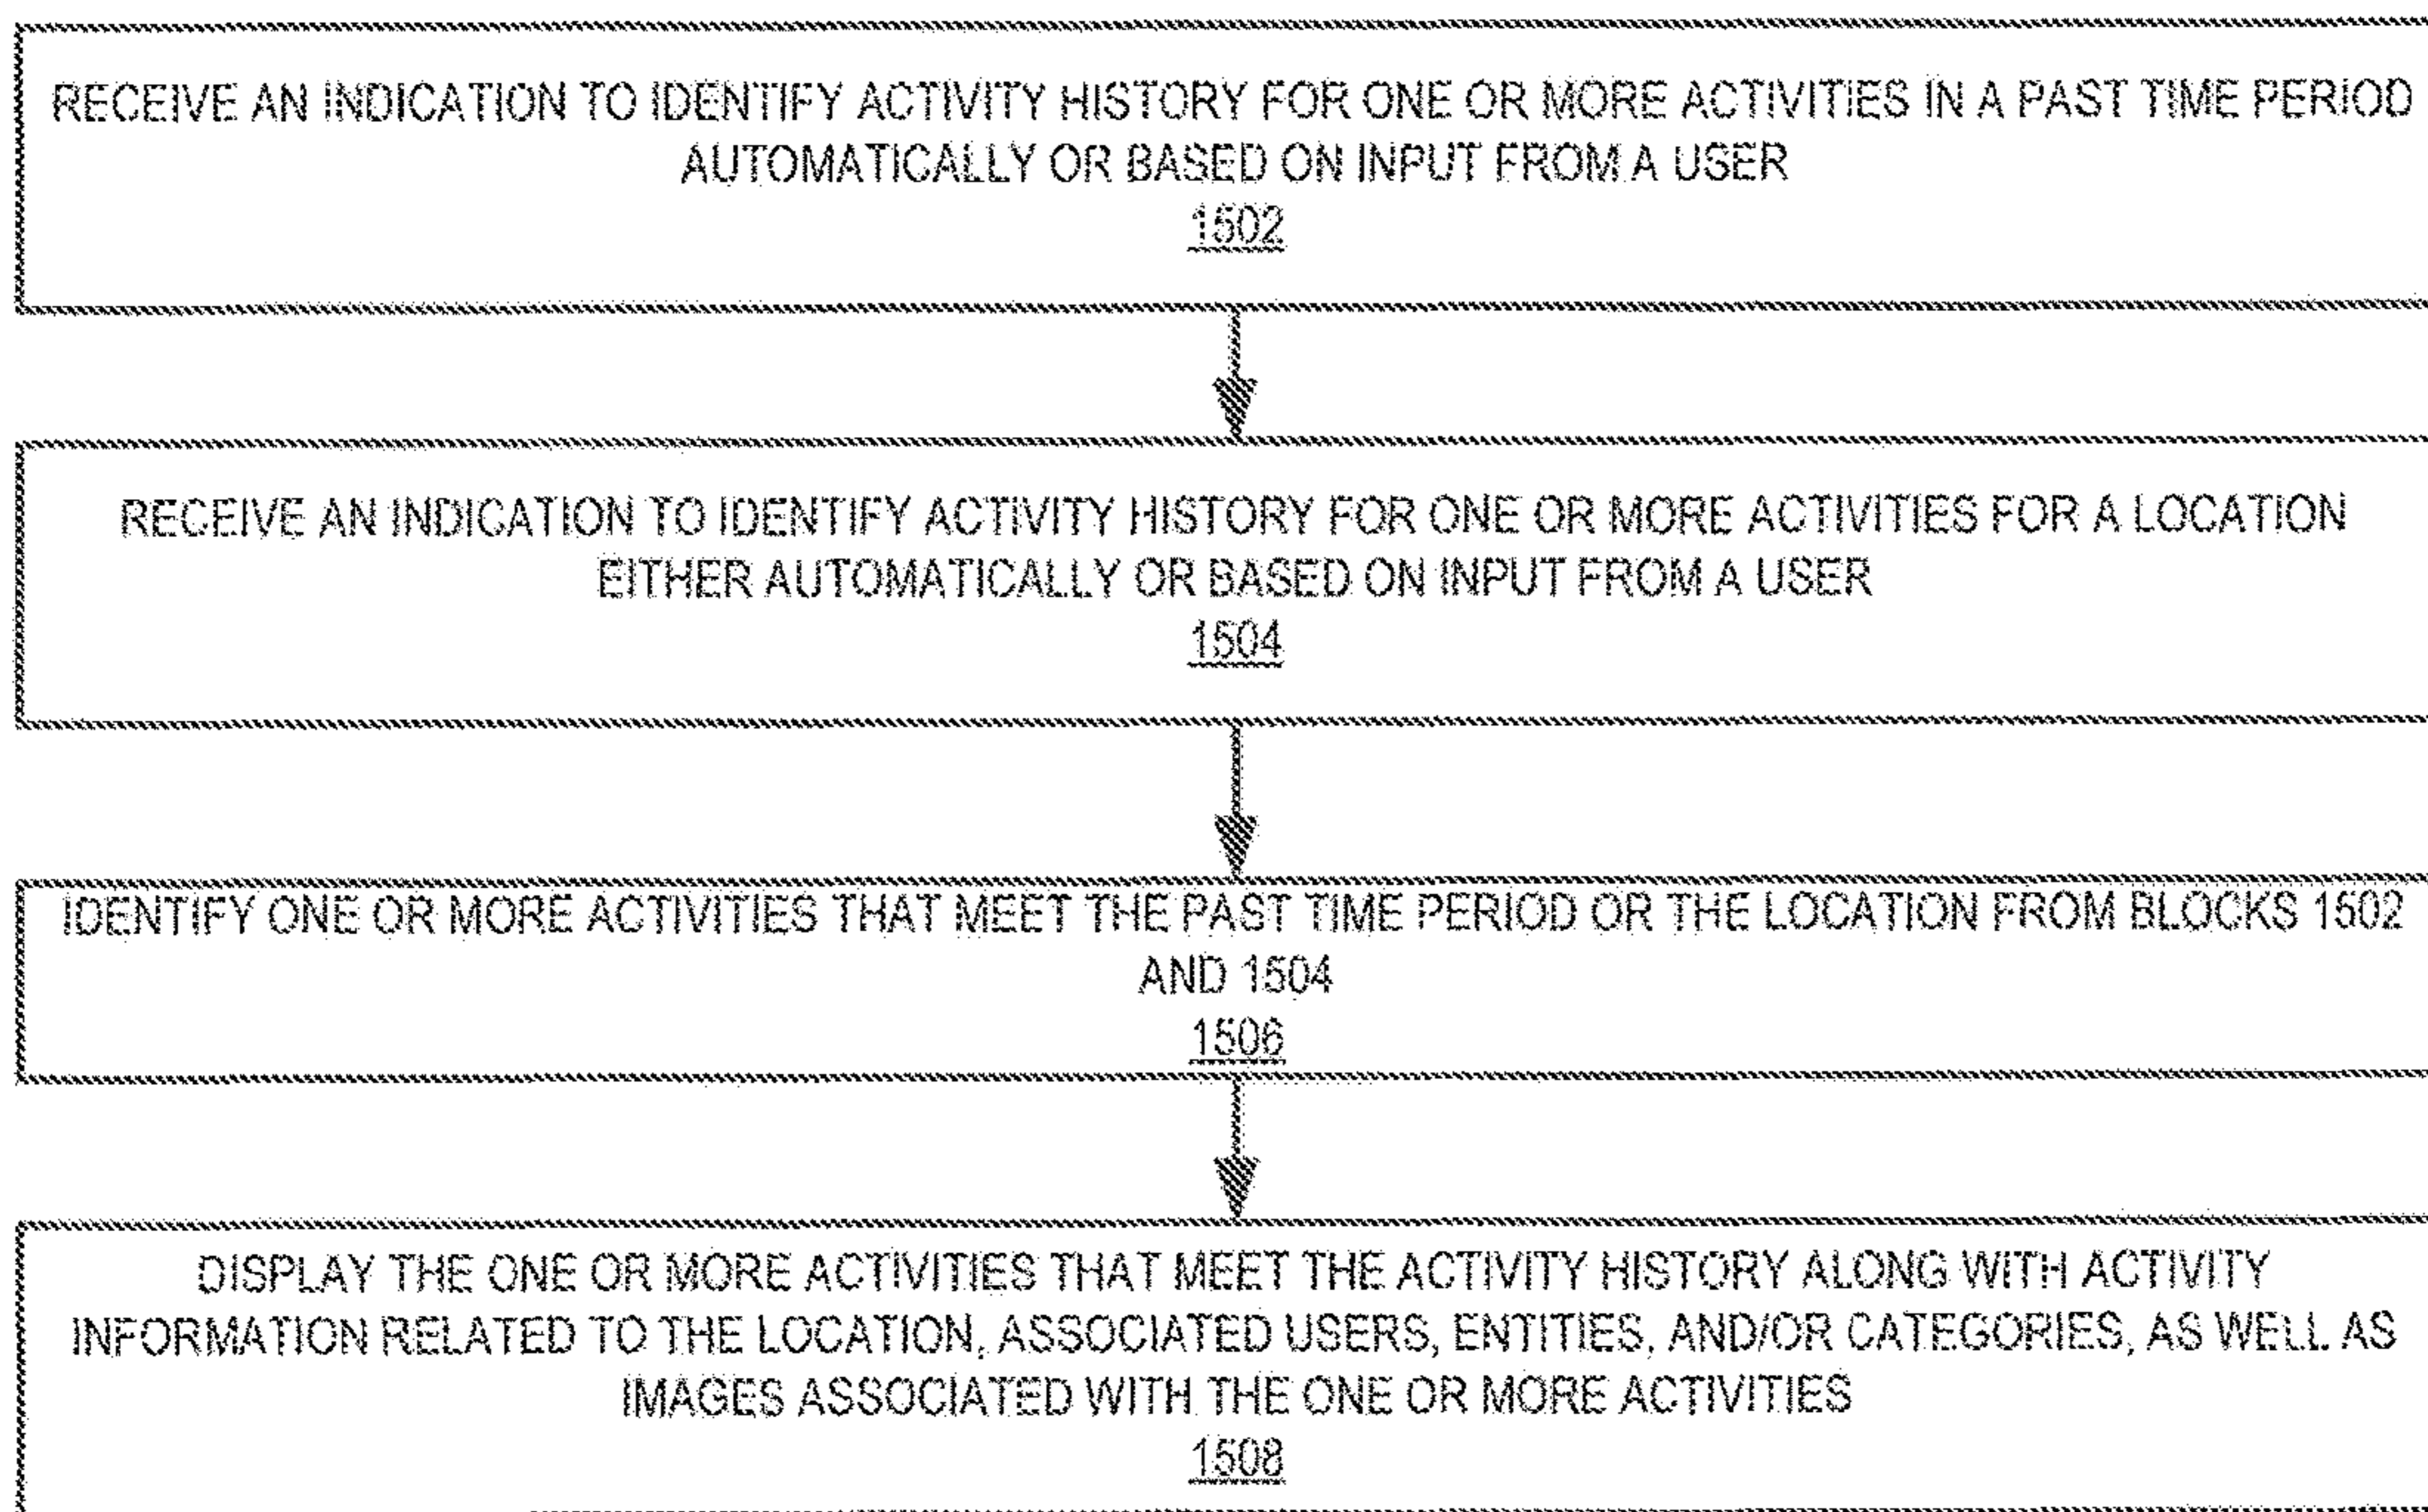 RECEIVE AN INDICATION TO IDENTIFY ACTIVITY HISTORY FOR ONE OR MORE ACTIVITIES IN A PAST TIME PERIOD
AUTOMATICALLY OR BASED ON INPUT FROM A USER
1502
RECEIVE AN INDICATION TO IDENTIFY ACTIVITY HISTORY FOR ONE OR MORE ACTIVITIES FOR A LOCATION
EITHER AUTOMATICALLY OR BASED ON INPUT FROM A USER
1504
IDENTIFY ONE OR MORE ACTIVITIES THAT MEET THE PAST TIME PERIOD OR THE LOCATION FROM BLOCKS 1502
AND 1504
1506
DISPLAY THE ONE OR MORE ACTIVITIES THAT MEET THE ACTIVITY HISTORY ALONG WITH ACTIVITY
INFORMATION RELATED TO THE LOCATION, ASSOCIATED USERS, ENTITIES, AND/OR CATEGORIES, AS WELL AS
IMAGES ASSOCIATED WITH THE ONE OR MORE ACTIVITIES
1508